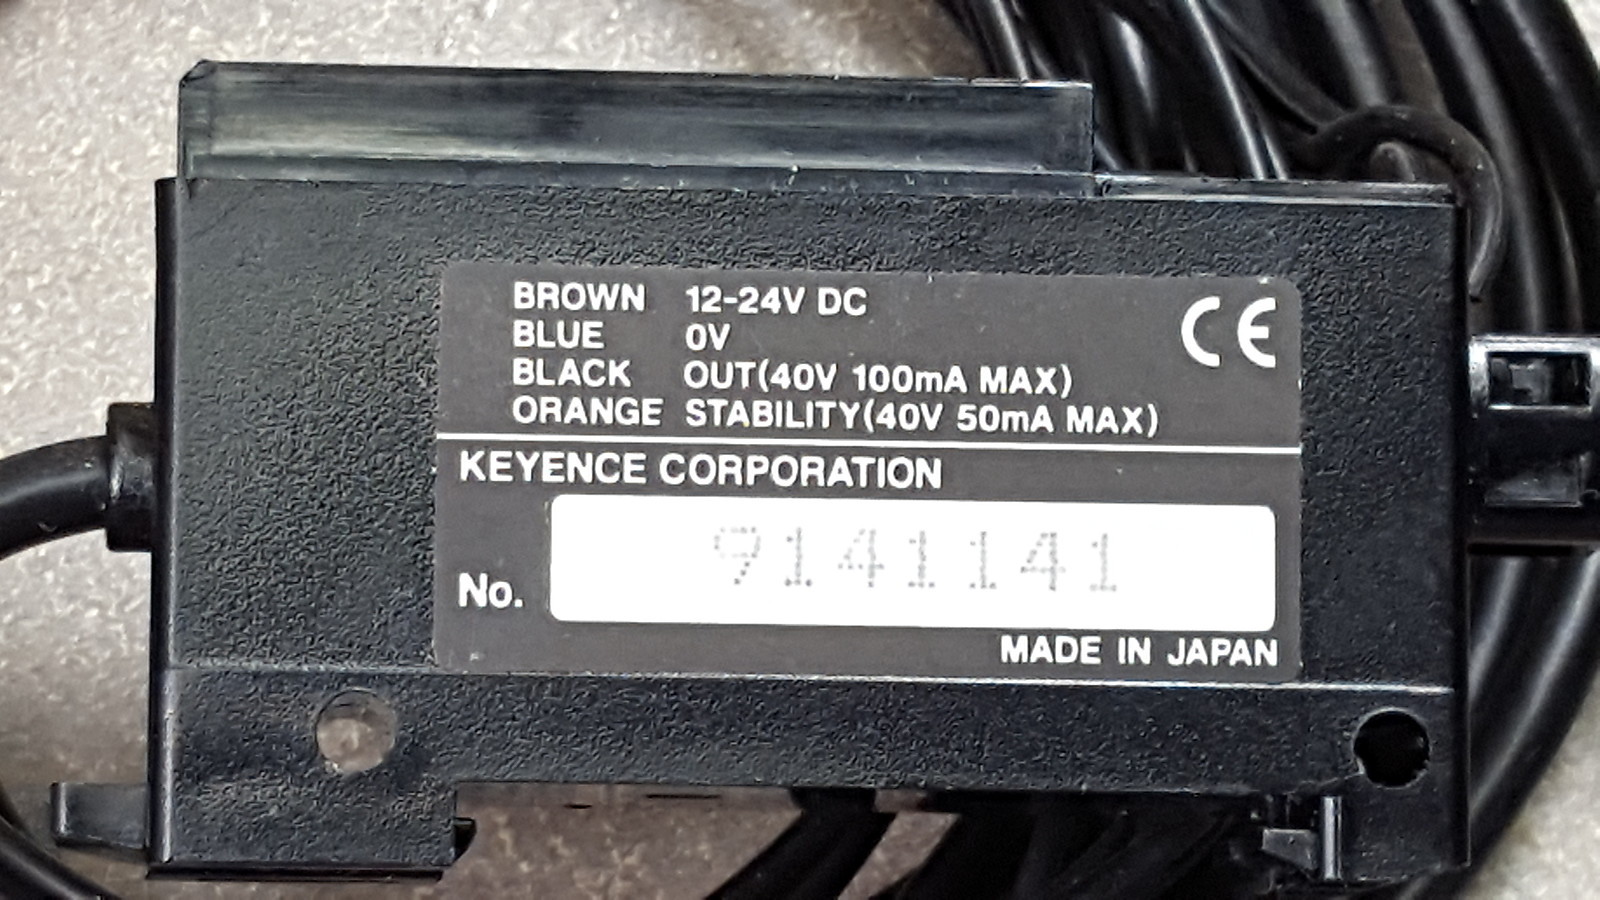 BROWN 12-24V DC
BLUE 0V
BLACK OUT(40V 100mA MAX)
ORANGE STABILITY(40V 50mA MAX)
CE
KEYENCE CORPORATION
No. 9141141
MADE IN JAPAN